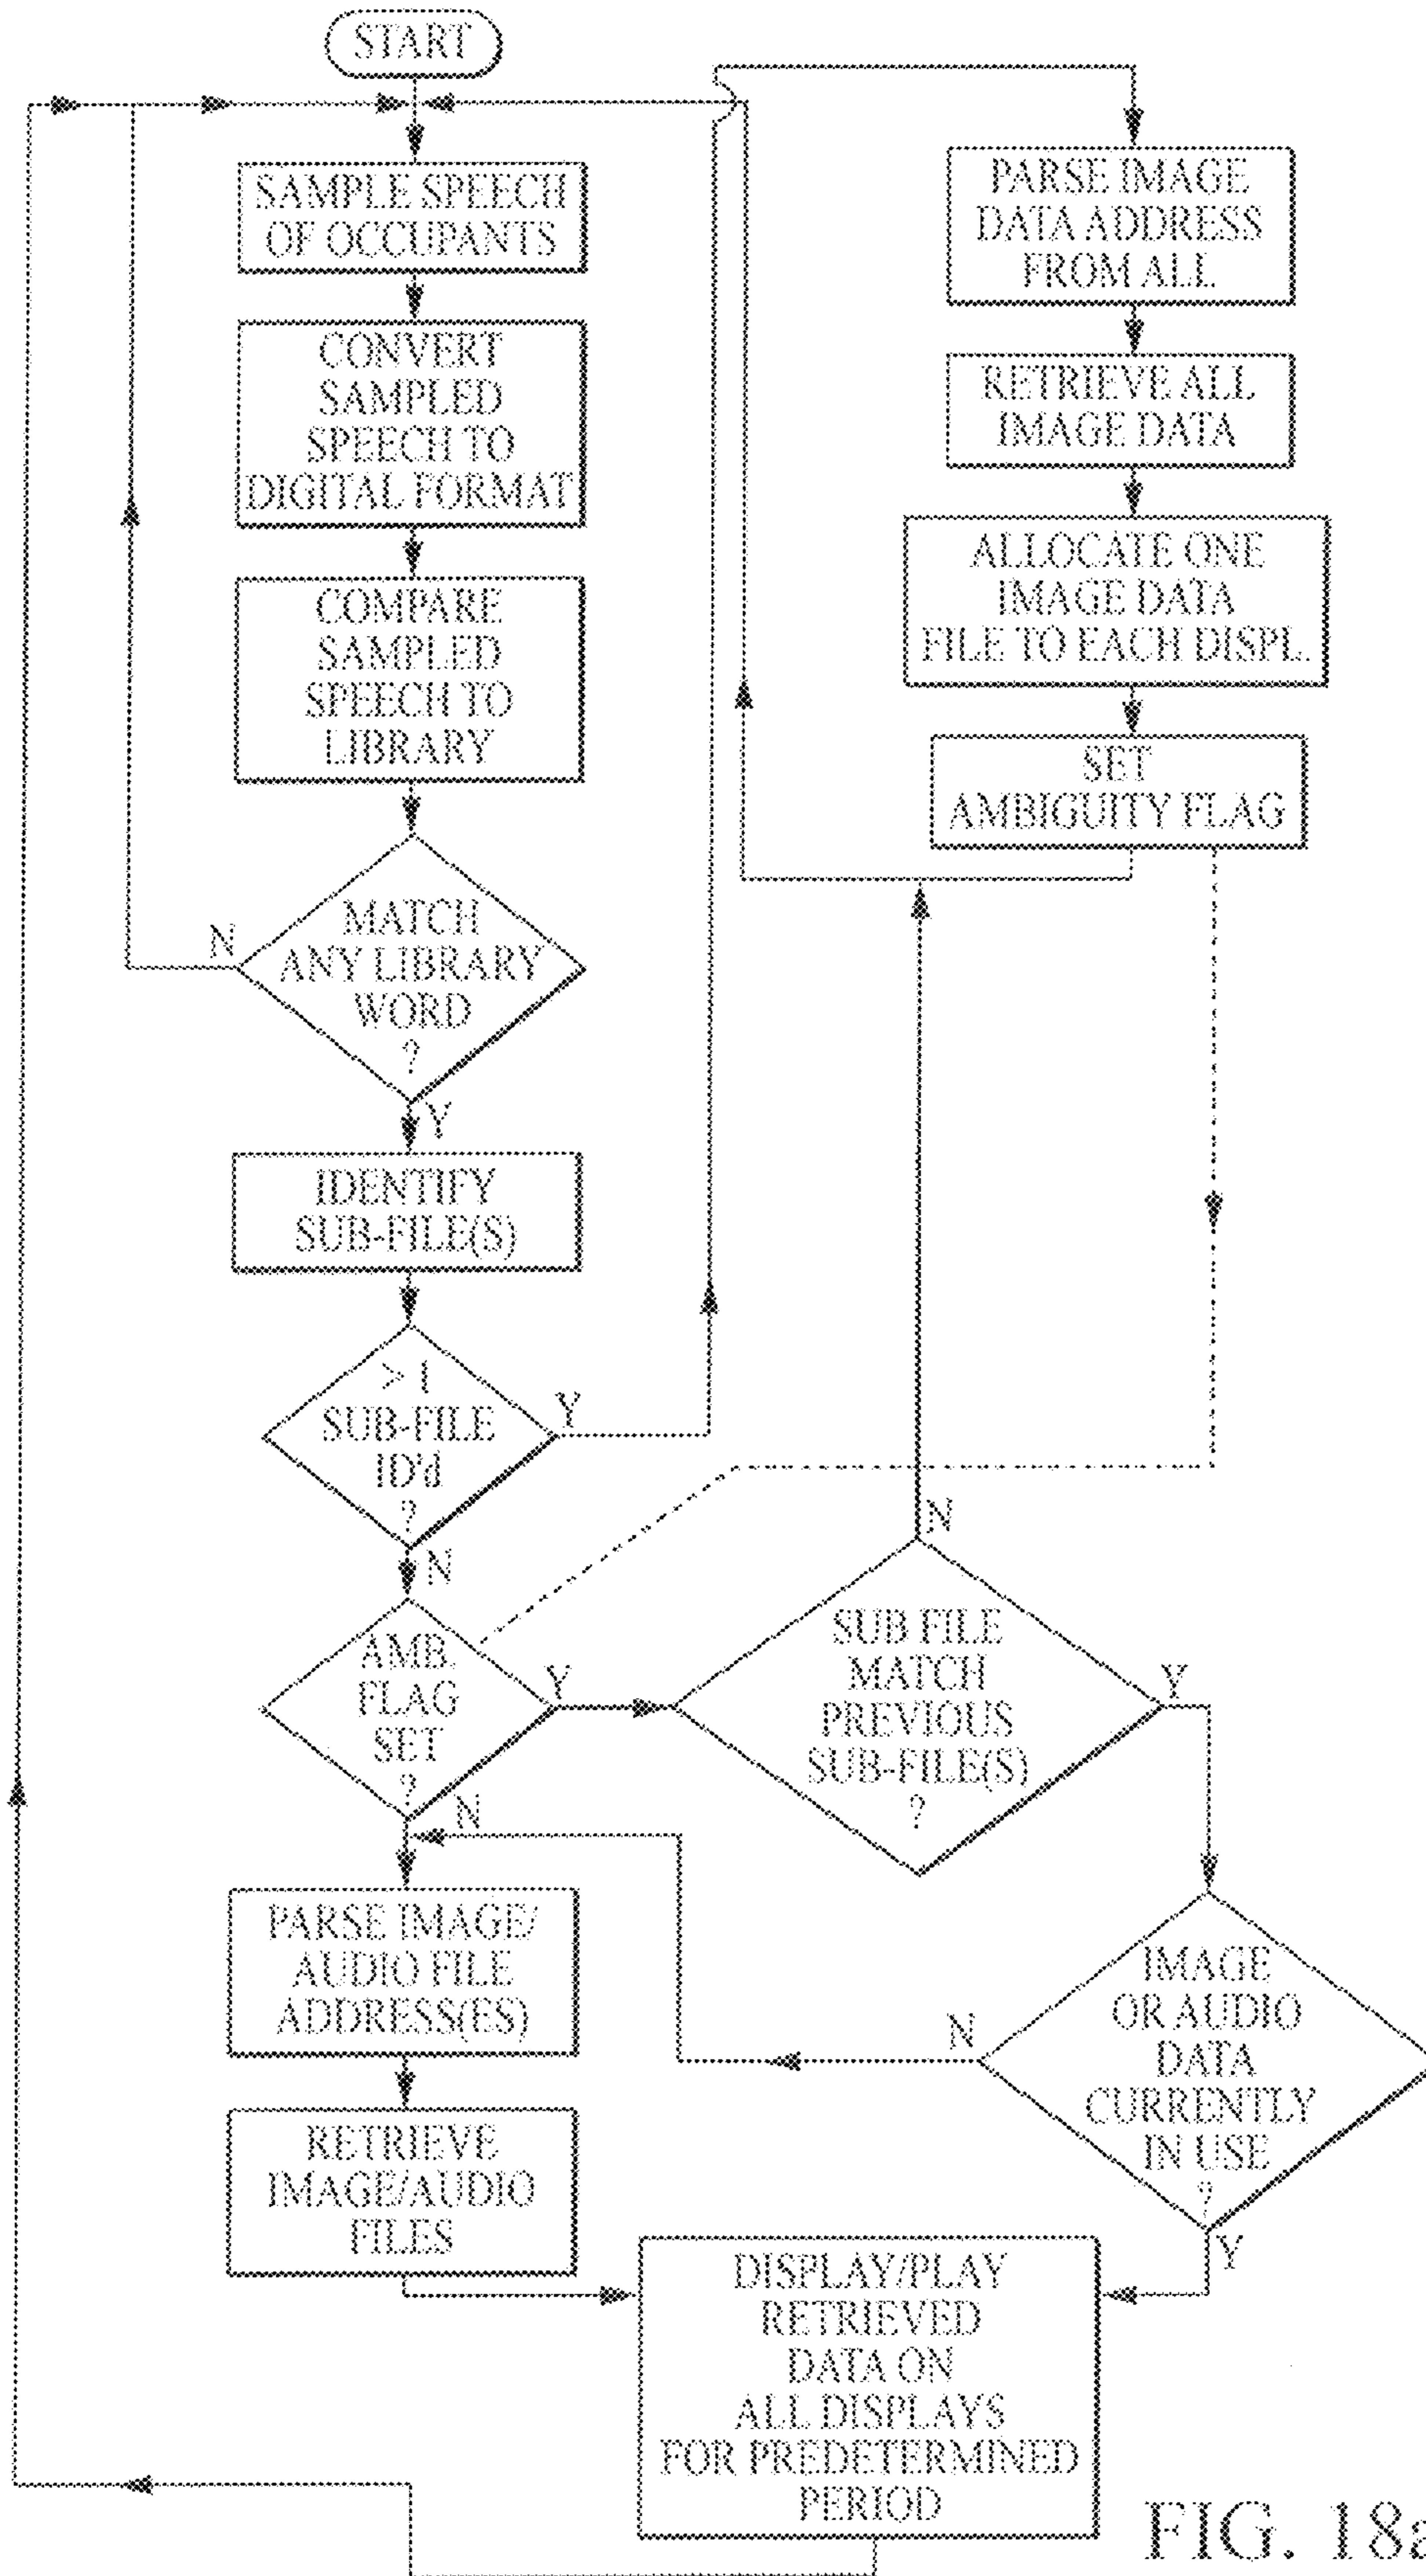 START
SAMPLE SPEECH
OF OCCUPANTS
CONVERT
SAMPLED
SPEECH TO
DIGITAL FORMAT
COMPARE
SAMPLED
SPEECH TO
LIBRARY
MATCH
ANY LIBRARY
WORD
?
N
Y
IDENTIFY
SUB-FILE(S)
> 1
SUB-FILE
ID'd
?
Y
N
AMB.
FLAG
SET
?
Y
N
PARSE IMAGE/
AUDIO FILE
ADDRESS(ES)
RETRIEVE
IMAGE/AUDIO
FILES
PARSE IMAGE
DATA ADDRESS
FROM ALL
RETRIEVE ALL
IMAGE DATA
ALLOCATE ONE
IMAGE DATA
FILE TO EACH DISPL.
SET
AMBIGUITY FLAG
N
SUB FILE
MATCH
PREVIOUS
SUB-FILE(S)
?
Y
IMAGE
OR AUDIO
DATA
CURRENTLY
IN USE
?
N
Y
DISPLAY/PLAY
RETRIEVED
DATA ON
ALL DISPLAYS
FOR PREDETERMINED
PERIOD
FIG. 18a